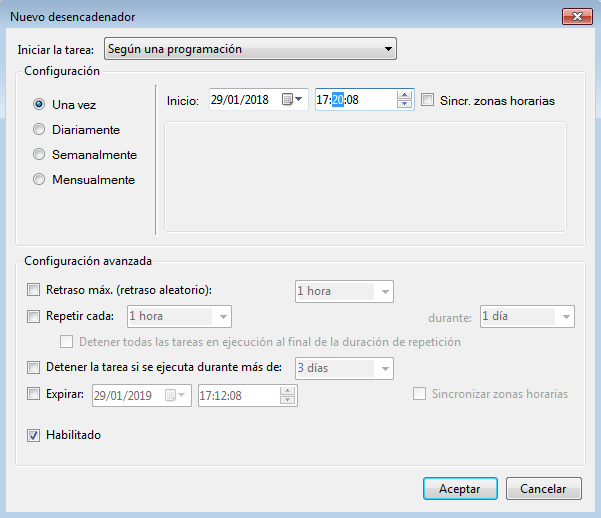 Nuevo desencadenador
Iniciar la tarea: Según una programación
Configuración
Una vez
Diariamente
Semanalmente
Mensualmente
Inicio: 29/01/2018 17:20:08 Sincr. zonas horarias
Configuración avanzada
Retraso máx. (retraso aleatorio): 1 hora
Repetir cada: 1 hora durante: 1 día
Detener todas las tareas en ejecución al final de la duración de repetición
Detener la tarea si se ejecuta durante más de: 3 días
Expirar: 29/01/2019 17:12:08 Sincronizar zonas horarias
Habilitado
Aceptar Cancelar